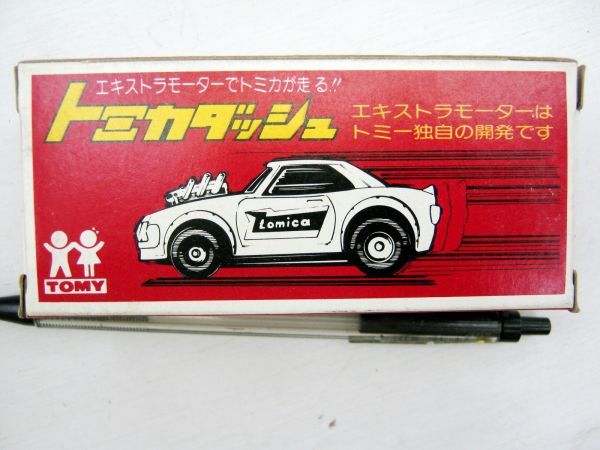 エキストラモーターでトミカが走る!!
トミカダッシュ
エキストラモーターは
トミー独自の開発です
Lomica
TOMY